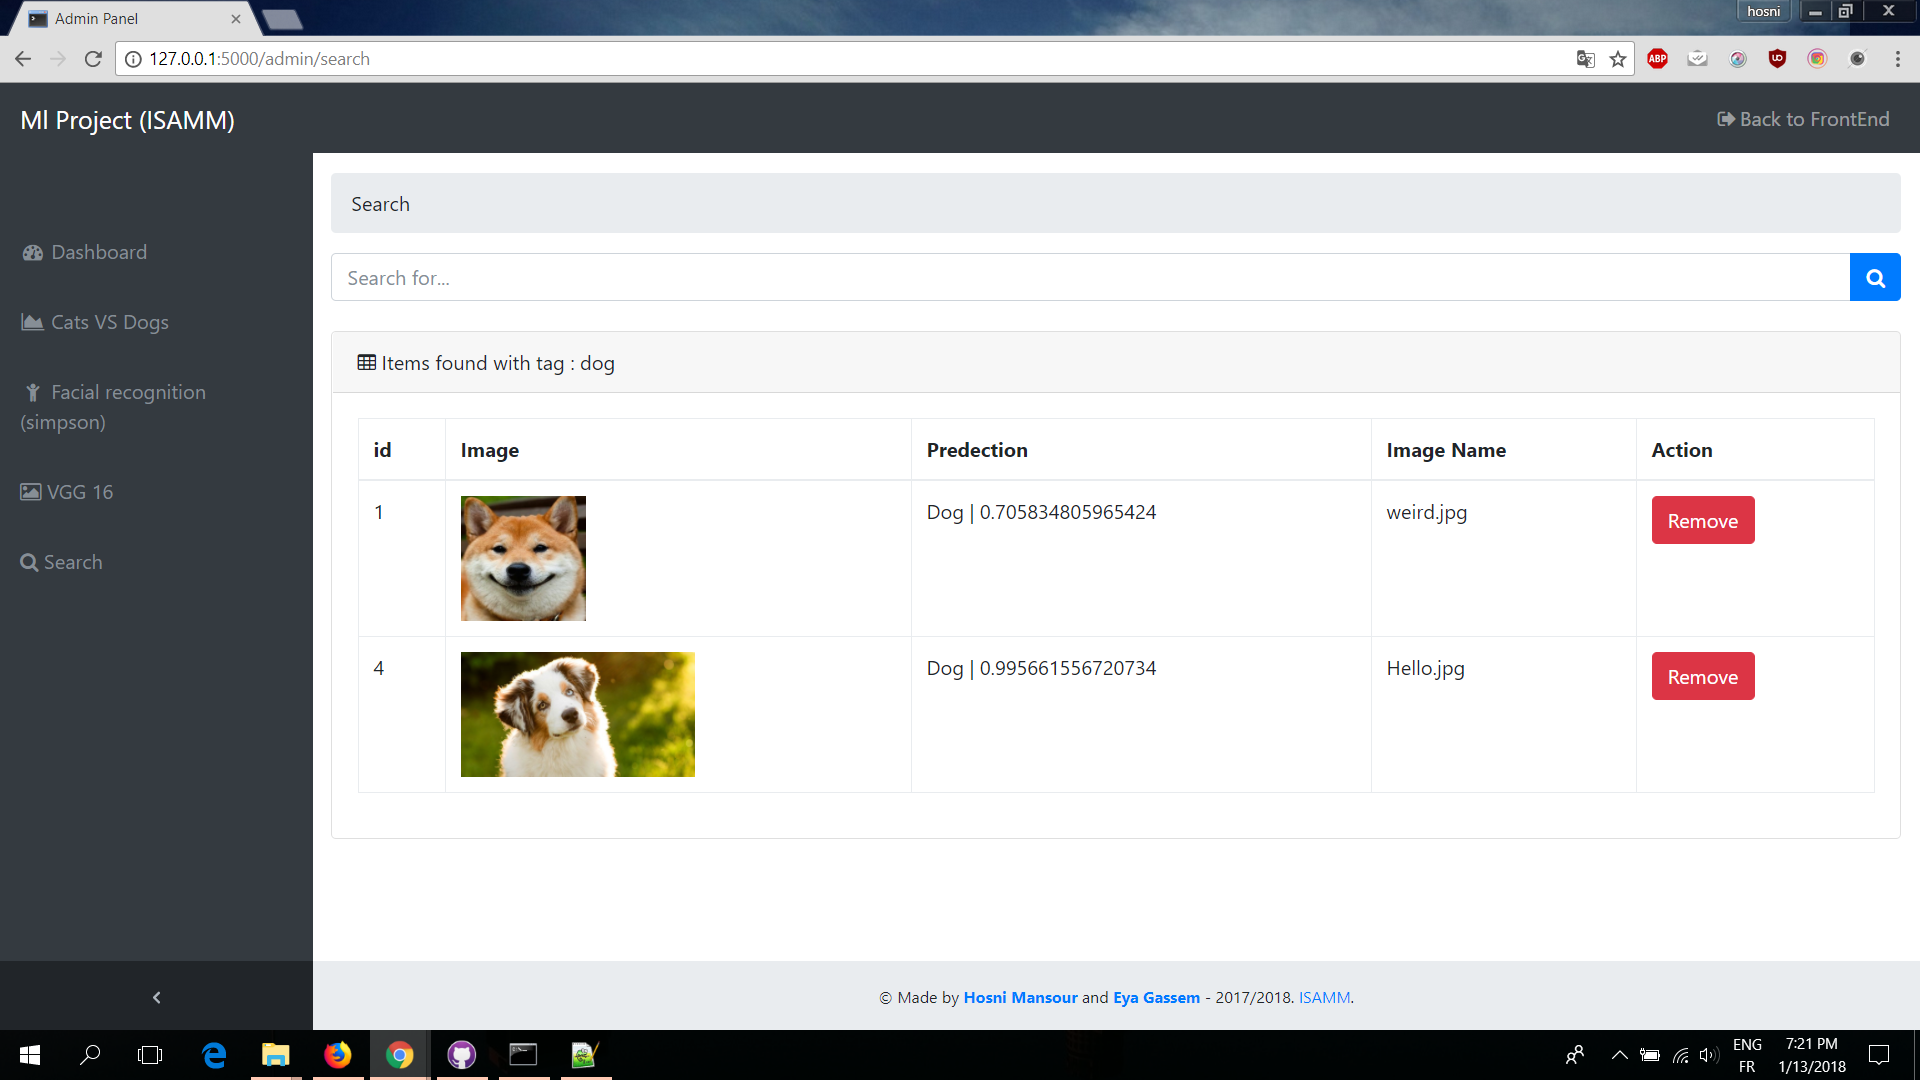 Admin Panel
hosni
127.0.0.1:5000/admin/search
ABP
Ml Project (ISAMM)
Back to FrontEnd
Dashboard
Cats VS Dogs
Facial recognition
(simpson)
VGG 16
Search
Search
Search for...
Items found with tag : dog
id Image Predection Image Name Action
1 Dog | 0.705834805965424 weird.jpg Remove
4 Dog | 0.995661556720734 Hello.jpg Remove
© Made by Hosni Mansour and Eya Gassem - 2017/2018. ISAMM.
ENG
FR
7:21 PM
1/13/2018